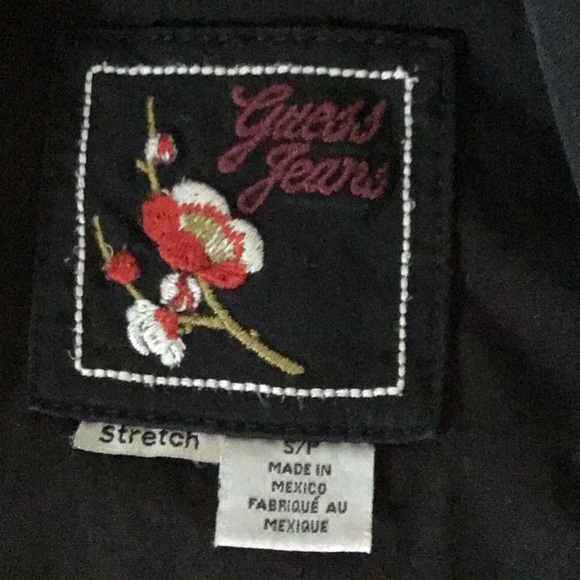 Guess
Jeans
Stretch
S/P
MADE IN
MEXICO
FABRIQUÉ AU
MEXIQUE